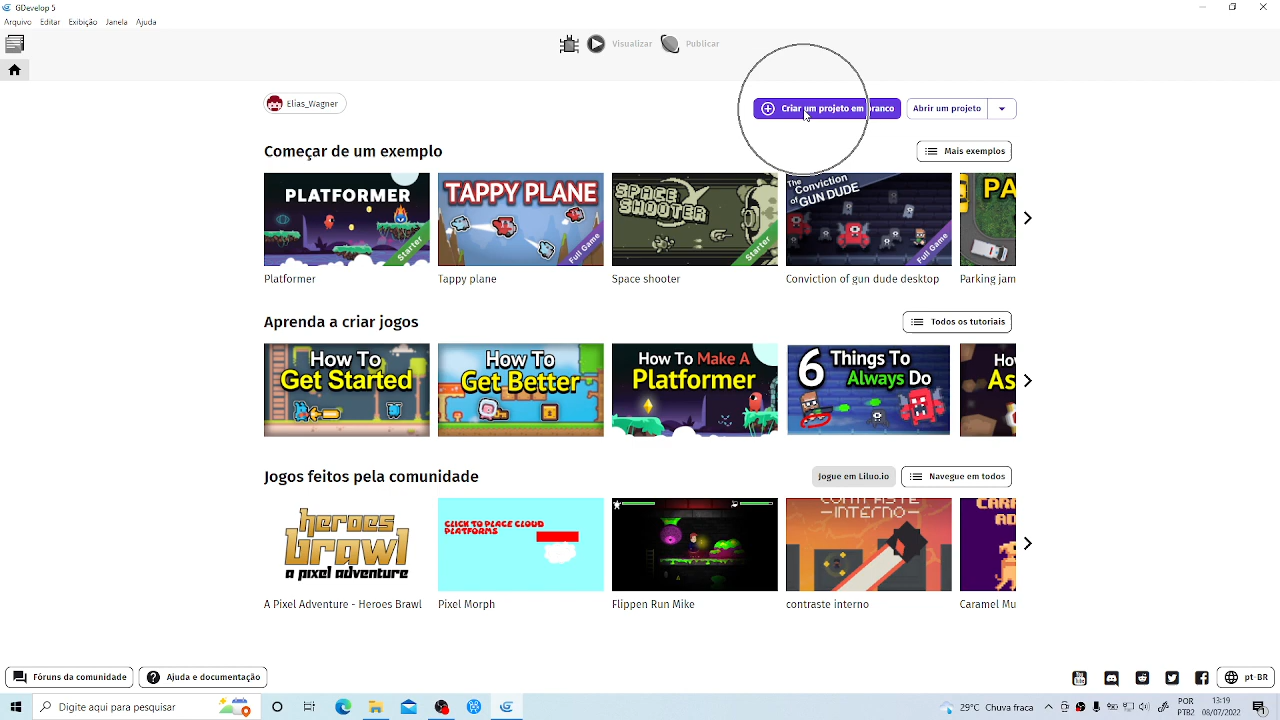 GDevelop 5
Arquivo Editar Exibição Janela Ajuda
Visualizar Publicar
Elias_Wagner
Criar um projeto em branco
Abrir um projeto
Começar de um exemplo
Mais exemplos
PLATFORMER
Starter
TAPPY PLANE
Full Game
SPACE
SHOOTER
Starter
The
Conviction
of GUN DUDE
Full Game
PA
Platformer
Tappy plane
Space shooter
Conviction of gun dude desktop
Parking jam
Aprenda a criar jogos
Todos os tutoriais
How To
Get Started
How To
Get Better
How To Make A
Platformer
6 Things To
Always Do
How
As
Jogos feitos pela comunidade
Jogue em Liluo.io
Navegue em todos
heroes
brawl
a pixel adventure
CLICK TO PLACE CLOUD
PLATFORMS
CONTRASTE
-INTERNO-
CARA
AD
A Pixel Adventure - Heroes Brawl
Pixel Morph
Flippen Run Mike
contraste interno
Caramel Mu
Fóruns da comunidade
Ajuda e documentação
pt-BR
Digite aqui para pesquisar
29°C Chuva fraca
POR
PTB2
13:19
08/07/2022